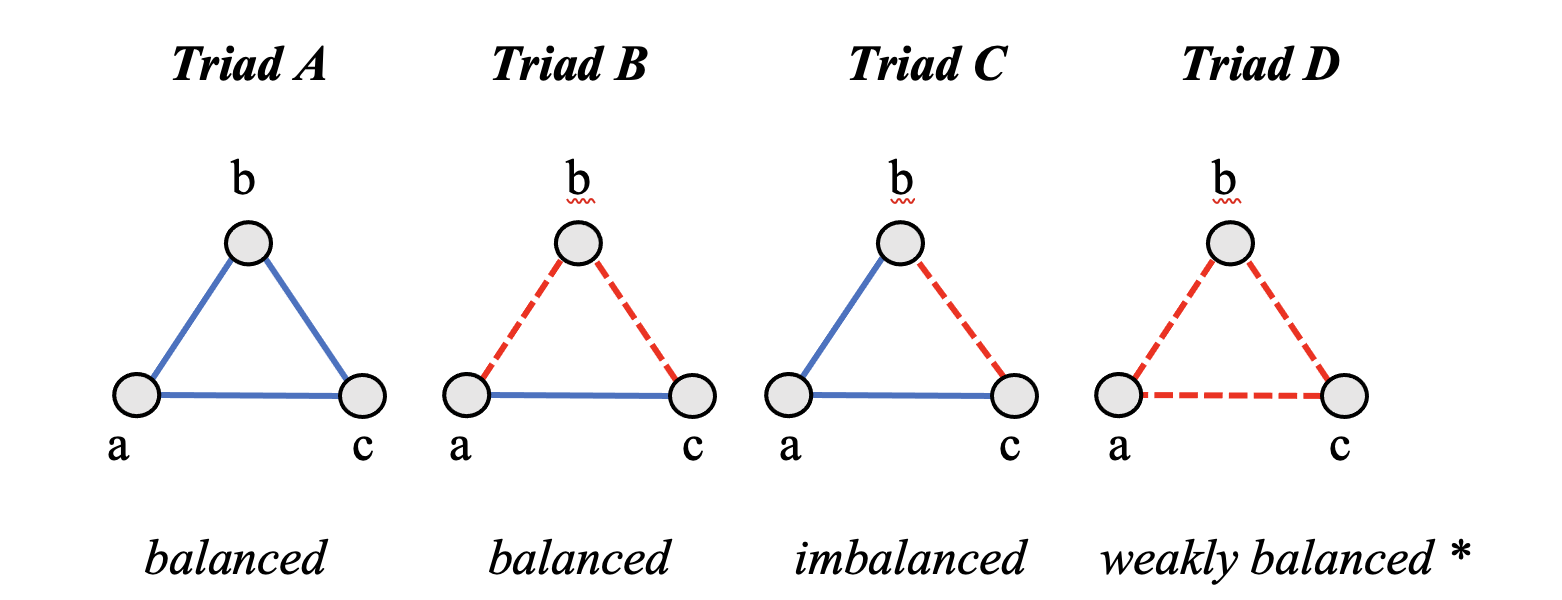 Triad A Triad B Triad C Triad D
b b b b
a c a c a c a c
balanced balanced imbalanced weakly balanced *